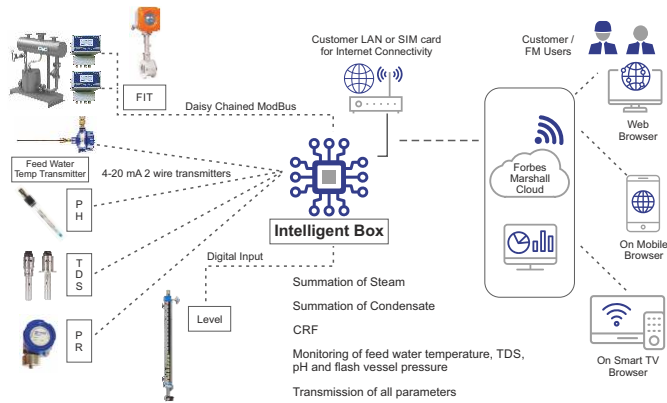 Customer LAN or SIM card
for Internet Connectivity
Customer /
FM Users
FIT
Daisy Chained ModBus
Web
Browser
Feed Water
Temp Transmitter
4-20 mA 2 wire transmitters
Forbes
Marshall
Cloud
P
H
Intelligent Box
On Mobile
Browser
T
D
S
Digital Input
Level
Summation of Steam
Summation of Condensate
CRF
P
R
Monitoring of feed water temperature, TDS,
pH and flash vessel pressure
On Smart TV
Browser
Transmission of all parameters